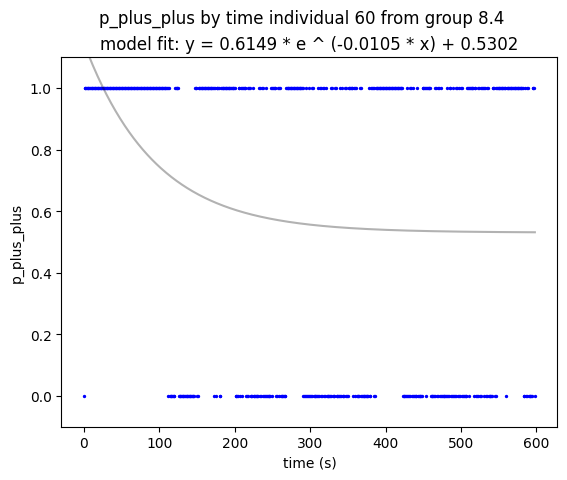 p_plus_plus by time individual 60 from group 8.4
model fit: y = 0.6149 * e ^ (-0.0105 * x) + 0.5302
1.0
0.8
0.6
0.4
0.2
0.0
p_plus_plus
0 100 200 300 400 500 600
time (s)